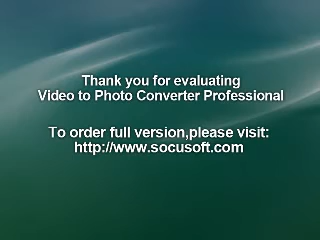 Thank you for evaluating
Video to Photo Converter Professional
To order full version,please visit:
http://www.socusoft.com